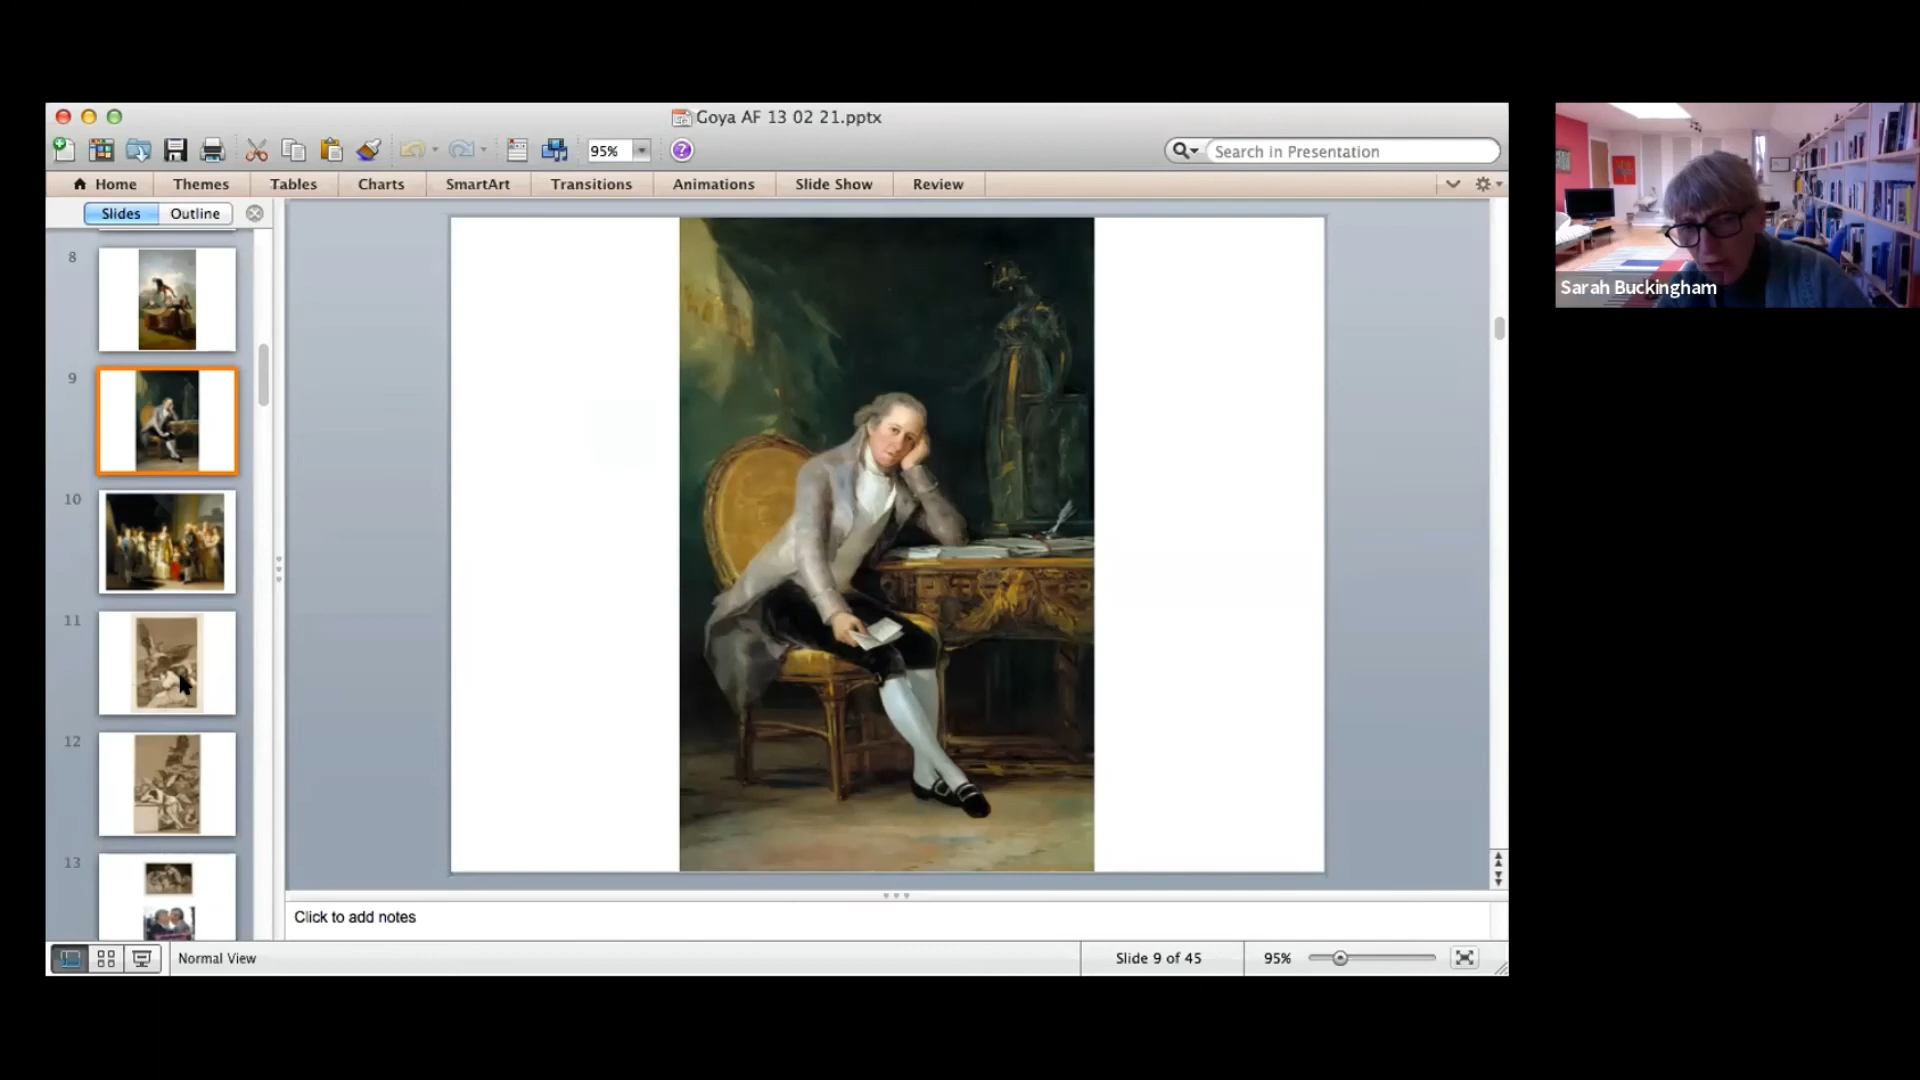 Goya AF 13 02 21.pptx
95%
Search in Presentation
Home Themes Tables Charts SmartArt Transitions Animations Slide Show Review
Slides Outline
8
9
10
11
12
13
Click to add notes
Normal View
Slide 9 of 45
95%
Sarah Buckingham